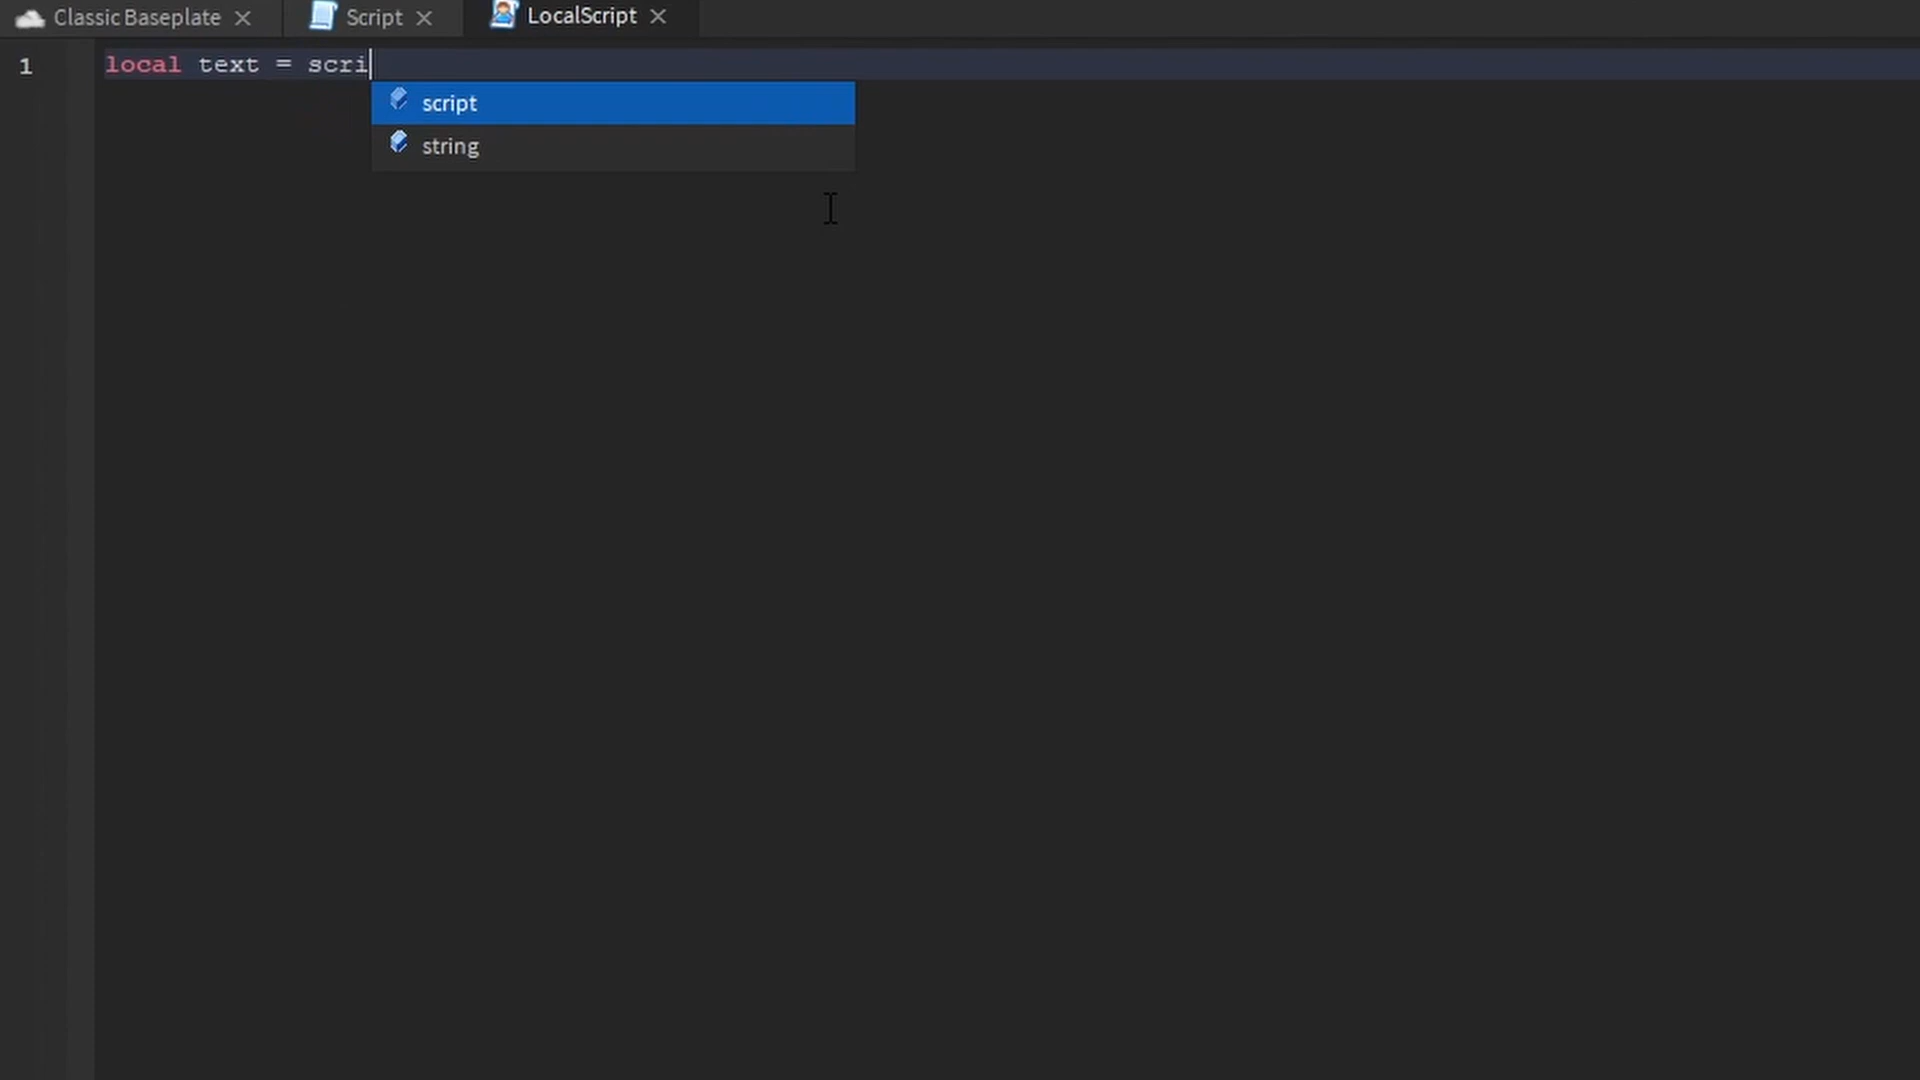 Classic Baseplate Script LocalScript
1 local text = scri
script
string